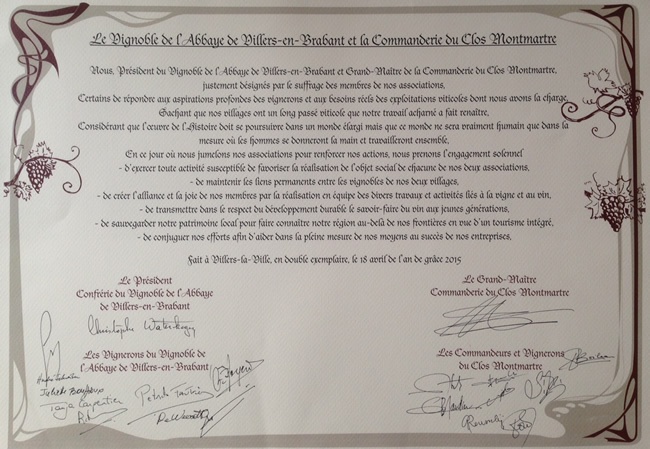 Le Vignoble de l'Abbaye de Villers-en-Brabant et la Commanderie du Clos Montmartre
Nous, Président du Vignoble de l'Abbaye de Villers-en-Brabant et Grand-Maître de la Commanderie du Clos Montmartre,
justement désignés par le suffrage des membres de nos associations,
Certains de répondre aux aspirations profondes des vignerons et aux besoins réels des exploitations viticoles dont nous avons la charge,
Sachant que nos villages ont un long passé viticole que notre travail acharné a fait renaître,
Considérant que l'œuvre de l'Histoire doit se poursuivre dans un monde élargi mais que ce monde ne sera vraiment humain que dans la
mesure où les hommes se donneront la main et travailleront ensemble,
En ce jour où nous jumelons nos associations pour renforcer nos actions, nous prenons l'engagement solennel
- d'exercer toute activité susceptible de favoriser la réalisation de l'objet social de chacune de nos deux associations,
- de maintenir les liens permanents entre les vignobles de nos deux villages,
- de créer l'alliance et la joie de nos membres par la réalisation en équipe des divers travaux et activités liés à la vigne et au vin,
- de transmettre dans le respect du développement durable le savoir-faire du vin aux jeunes générations,
- de sauvegarder notre patrimoine local pour faire connaître notre région au-delà de nos frontières en vue d'un tourisme intégré,
- de conjuguer nos efforts afin d'aider dans la pleine mesure de nos moyens au succès de nos entreprises,
Fait à Villers-la-Ville, en double exemplaire, le 18 avril de l'an de grâce 2015
Le Président
Confrérie du Vignoble de l'Abbaye
de Villers-en-Brabant
Christophe
Les Vignerons du Vignoble de
l'Abbaye de Villers-en-Brabant
Tanja Carpentier
Le Grand-Maître
Commanderie du Clos Montmartre
Les Commandeurs et Vignerons
du Clos Montmartre